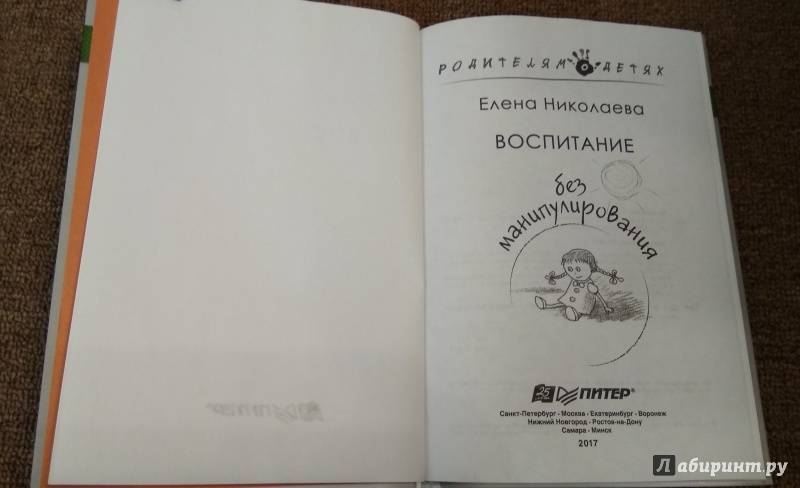 РОДИТЕЛЯМ О ДЕТЯХ
Елена Николаева
ВОСПИТАНИЕ
без
манипулирования
25 ПИТЕР®
Санкт-Петербург · Москва · Екатеринбург · Воронеж
Нижний Новгород · Ростов-на-Дону
Самара · Минск
2017
Лабиринт.ру